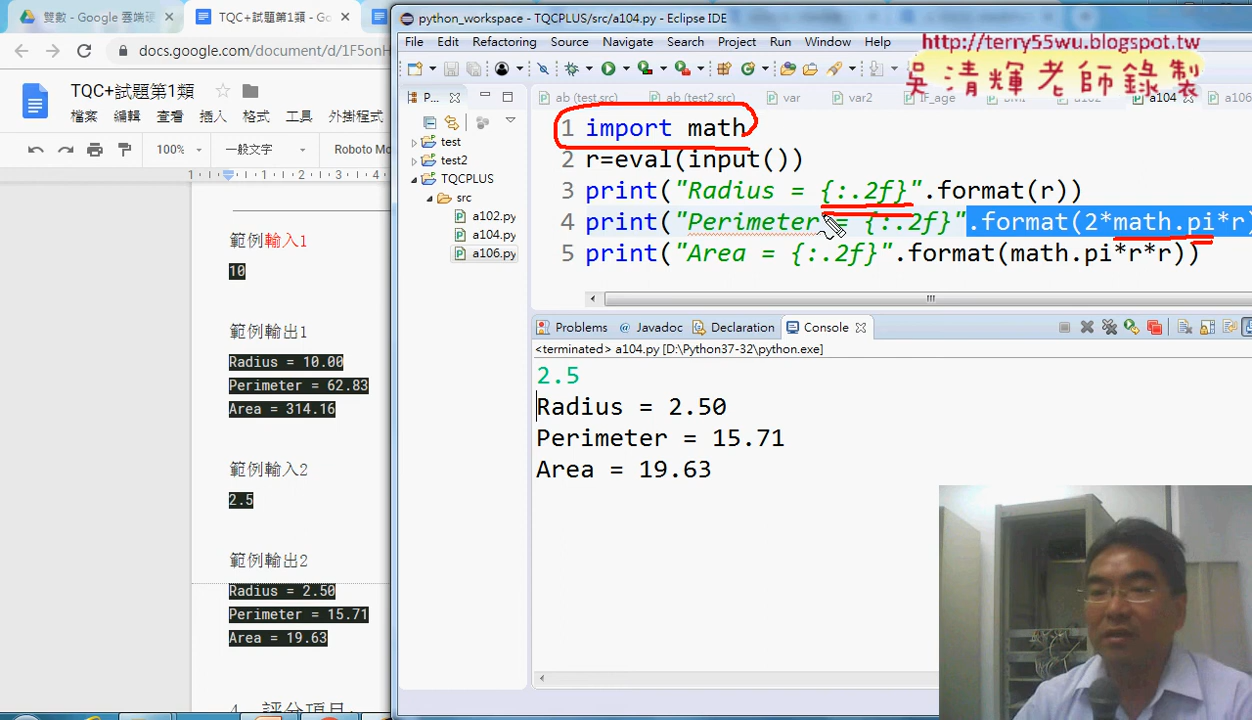 雙數 - Google 雲端硬
TQC+試題第1類 - Go
docs.google.com/document/d/1F5onH
TQC+試題第1類
檔案 編輯 查看 插入 格式 工具 外掛程式
100% 一般文字 Roboto Mo
1 1 2 3 4
範例輸入1
10
範例輸出1
Radius = 10.00
Perimeter = 62.83
Area = 314.16
範例輸入2
2.5
範例輸出2
Radius = 2.50
Perimeter = 15.71
Area = 19.63
4. 評分項目:
python_workspace - TQCPLUS/src/a104.py - Eclipse IDE
File Edit Refactoring Source Navigate Search Project Run Window Help
http://terry55wu.blogspot.tw
吳清輝老師錄製
P...
test
test2
TQCPLUS
src
a102.py
a104.py
a106.py
ab (test.src) ab (test2.src) var var2 IF_age a104 a106
1 import math
2 r=eval(input())
3 print("Radius = {:.2f}".format(r))
4 print("Perimeter = {:.2f}".format(2*math.pi*r)
5 print("Area = {:.2f}".format(math.pi*r*r))
Problems @ Javadoc Declaration Console
<terminated> a104.py [D:\Python37-32\python.exe]
2.5
Radius = 2.50
Perimeter = 15.71
Area = 19.63